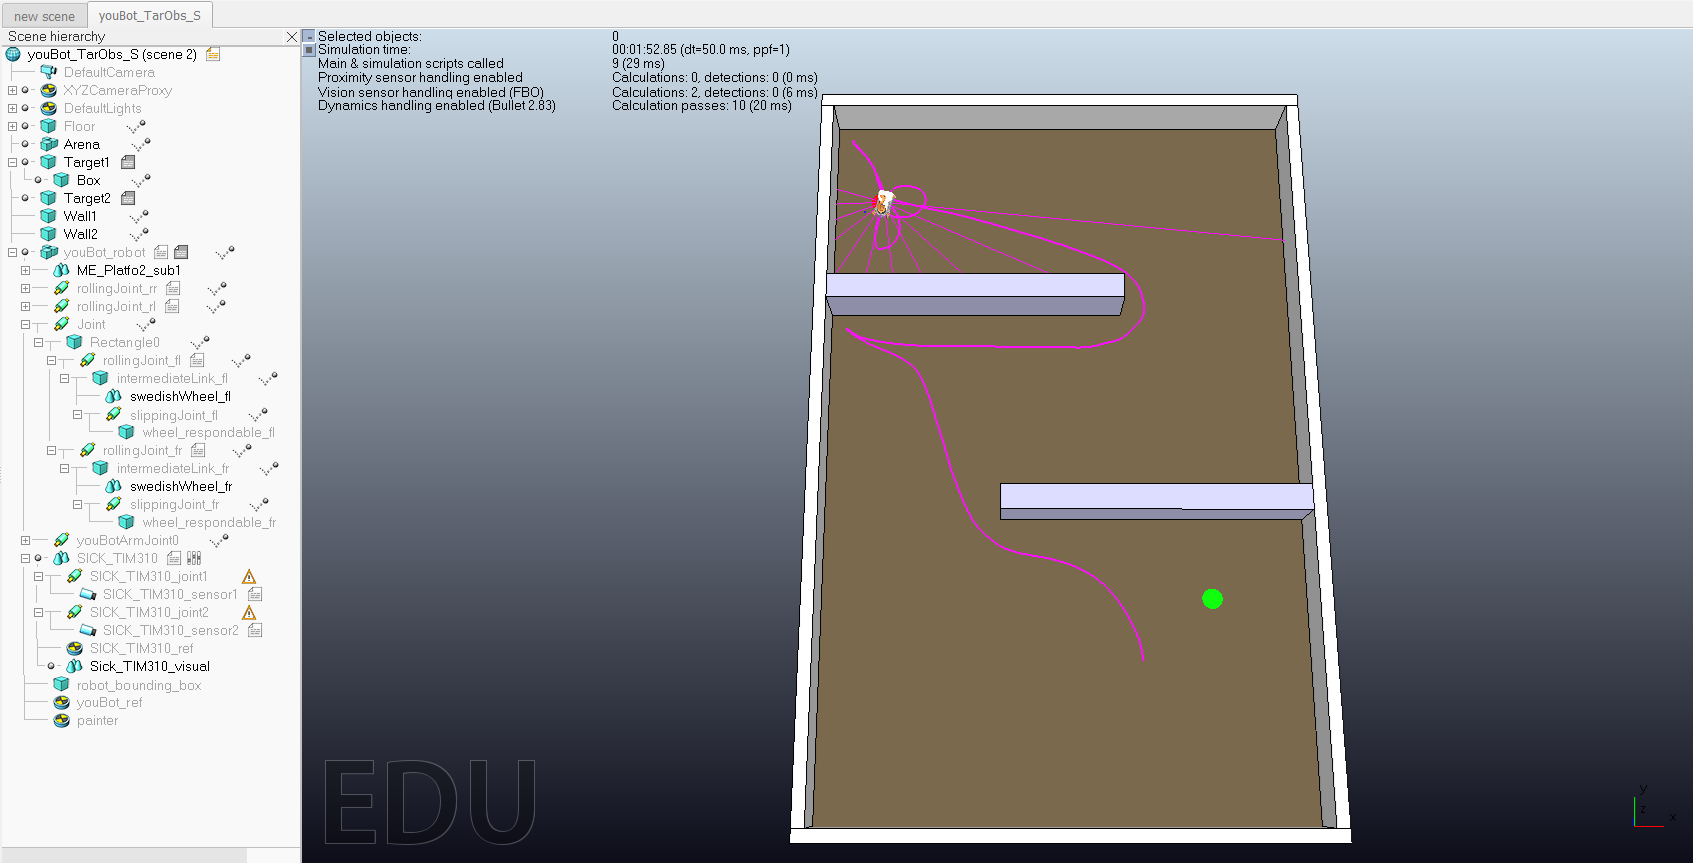 new scene
youBot_TarObs_S
Scene hierarchy
youBot_TarObs_S (scene 2)
DefaultCamera
XYZCameraProxy
DefaultLights
Floor
Arena
Target1
Box
Target2
Wall1
Wall2
youBot_robot
ME_Platfo2_sub1
rollingJoint_rr
rollingJoint_rl
Joint
Rectangle0
rollingJoint_fl
intermediateLink_fl
swedishWheel_fl
slippingJoint_fl
wheel_respondable_fl
rollingJoint_fr
intermediateLink_fr
swedishWheel_fr
slippingJoint_fr
wheel_respondable_fr
youBotArmJoint0
SICK_TIM310
SICK_TIM310_joint1
SICK_TIM310_sensor1
SICK_TIM310_joint2
SICK_TIM310_sensor2
SICK_TIM310_ref
Sick_TIM310_visual
robot_bounding_box
youBot_ref
painter
Selected objects: 0
Simulation time: 00:01:52.85 (dt=50.0 ms, ppf=1)
Main & simulation scripts called 9 (29 ms)
Proximity sensor handling enabled Calculations: 0, detections: 0 (0 ms)
Vision sensor handling enabled (FBO) Calculations: 2, detections: 0 (6 ms)
Dynamics handling enabled (Bullet 2.83) Calculation passes: 10 (20 ms)
EDU
y
z
x